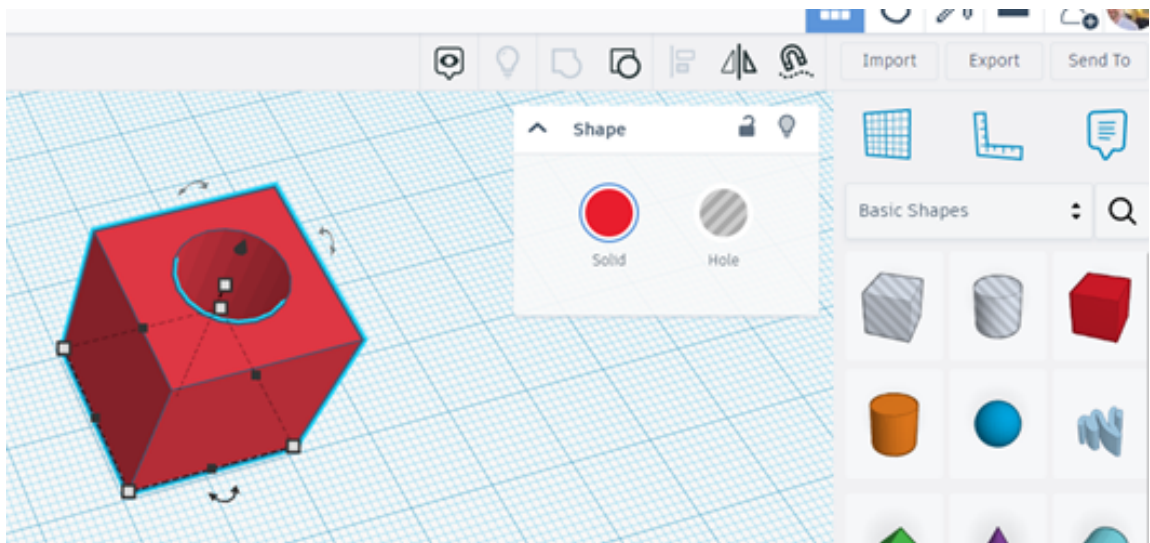 Import
Export
Send To
Shape
Solid
Hole
Basic Shapes